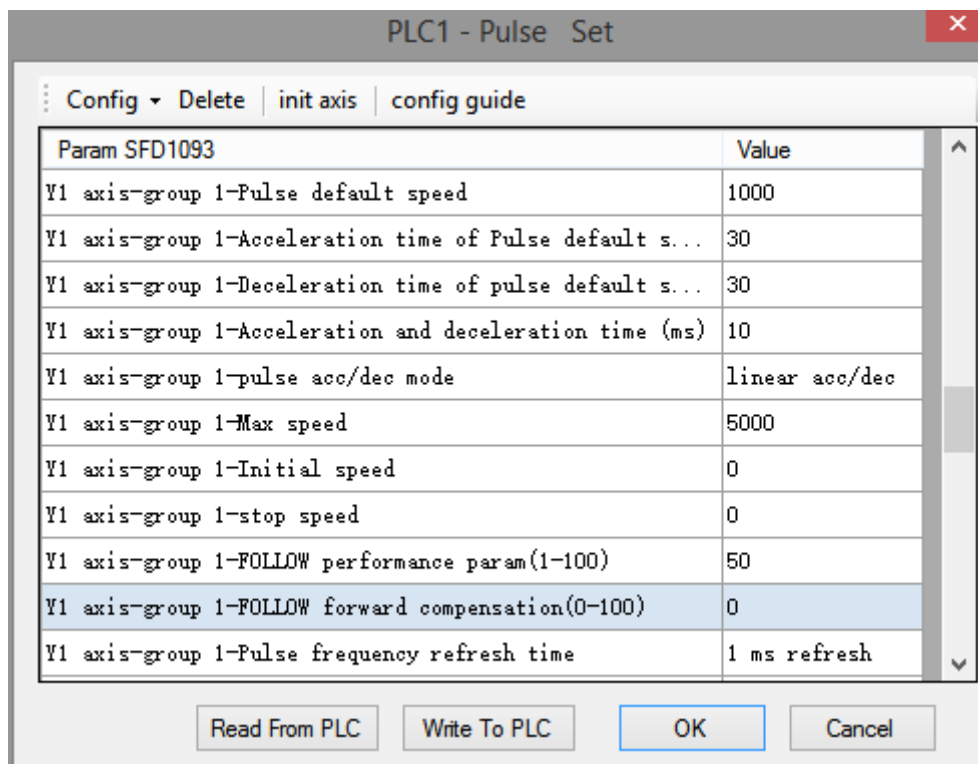 PLC1 - Pulse Set
Config Delete init axis config guide
Param SFD1093 Value
Y1 axis-group 1-Pulse default speed 1000
Y1 axis-group 1-Acceleration time of Pulse default s... 30
Y1 axis-group 1-Deceleration time of pulse default s... 30
Y1 axis-group 1-Acceleration and deceleration time (ms) 10
Y1 axis-group 1-pulse acc/dec mode linear acc/dec
Y1 axis-group 1-Max speed 5000
Y1 axis-group 1-Initial speed 0
Y1 axis-group 1-stop speed 0
Y1 axis-group 1-FOLLOW performance param(1-100) 50
Y1 axis-group 1-FOLLOW forward compensation(0-100) 0
Y1 axis-group 1-Pulse frequency refresh time 1 ms refresh
Read From PLC Write To PLC OK Cancel